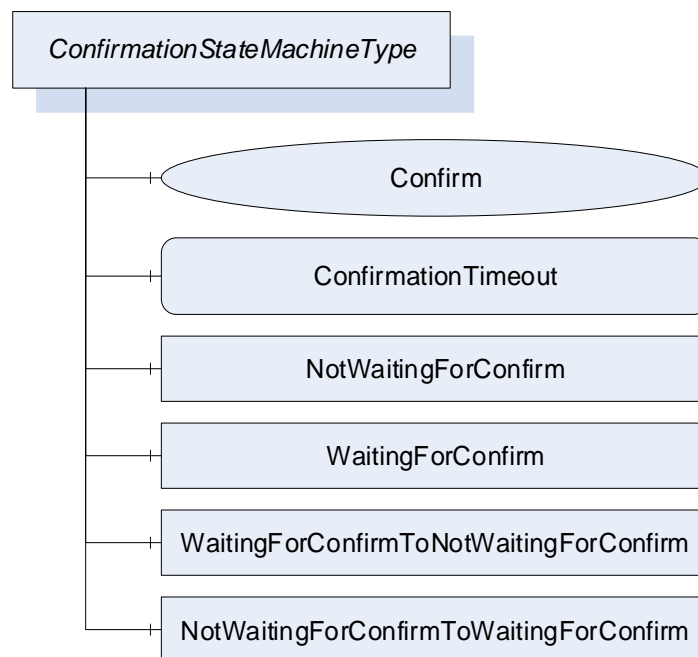 ConfirmationStateMachineType
Confirm
ConfirmationTimeout
NotWaitingForConfirm
WaitingForConfirm
WaitingForConfirmToNotWaitingForConfirm
NotWaitingForConfirmToWaitingForConfirm